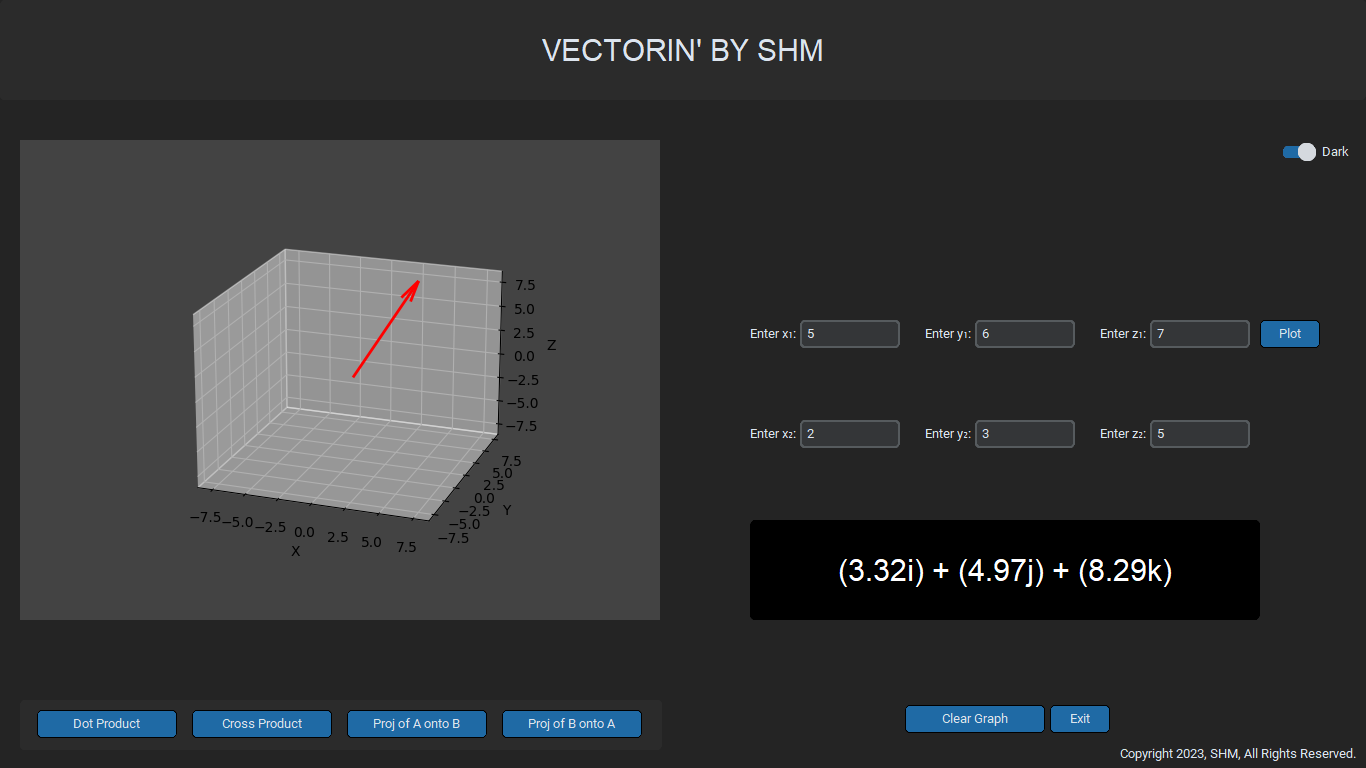 VECTORIN' BY SHM
Dark
7.5
5.0
2.5
0.0
−2.5
−5.0
−7.5
Z
7.5
5.0
2.5
0.0
−2.5
−5.0
−7.5
Y
−7.5 −5.0 −2.5 0.0 2.5 5.0 7.5
X
Enter x₁: 5 Enter y₁: 6 Enter z₁: 7 Plot
Enter x₂: 2 Enter y₂: 3 Enter z₂: 5
(3.32i) + (4.97j) + (8.29k)
Dot Product Cross Product Proj of A onto B Proj of B onto A
Clear Graph Exit
Copyright 2023, SHM, All Rights Reserved.